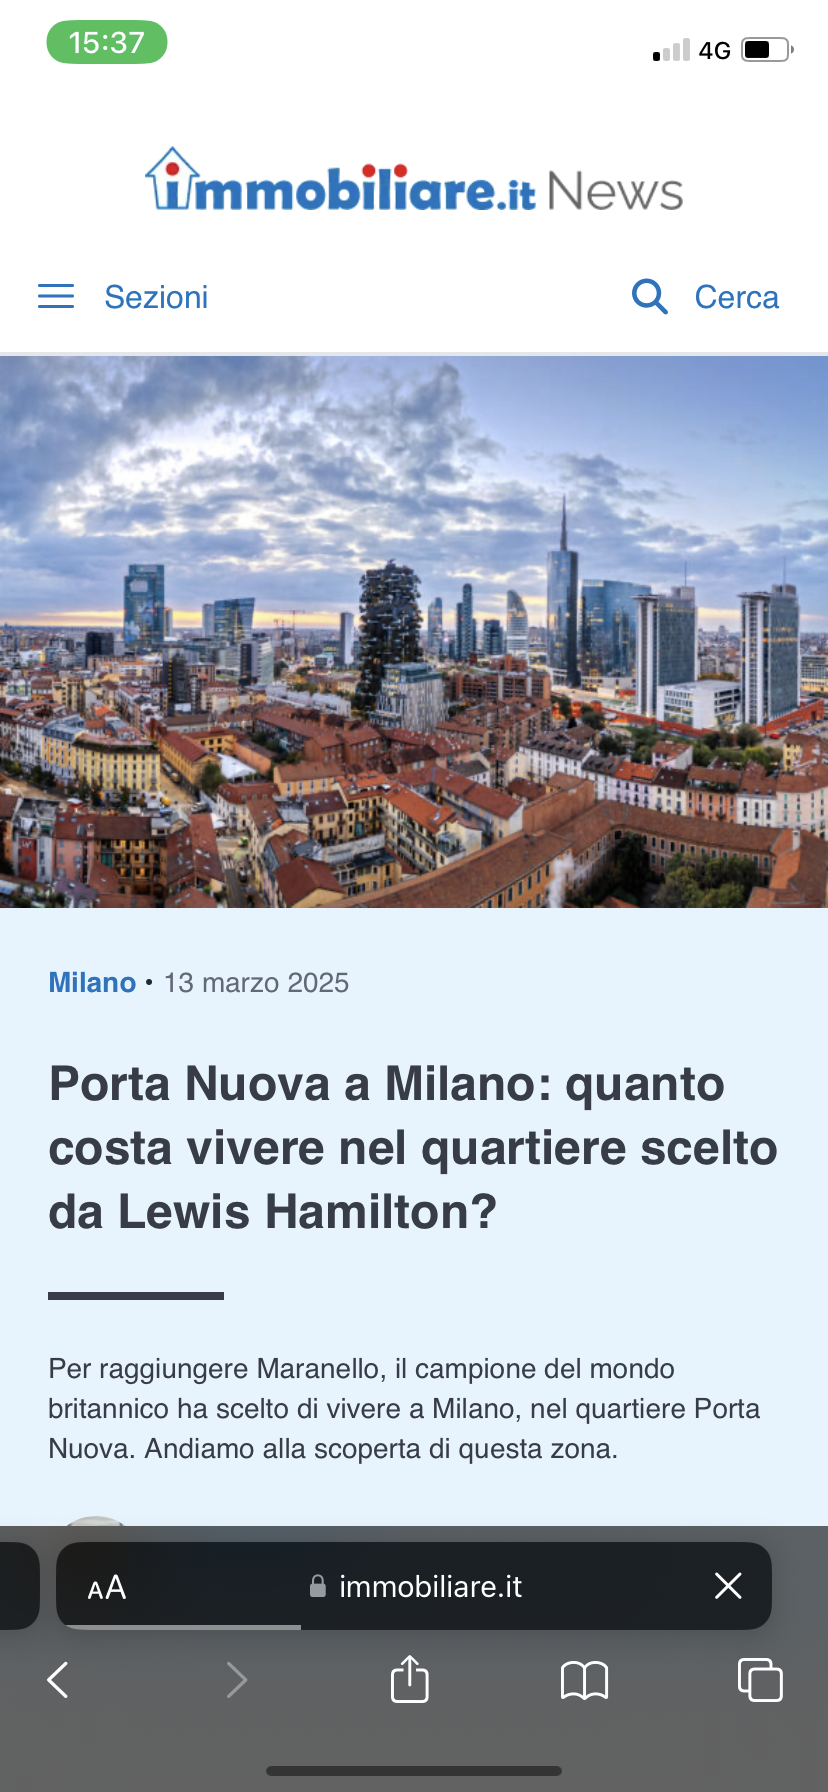 15:37
4G
immobiliare.it News
Sezioni
Cerca
Milano • 13 marzo 2025
Porta Nuova a Milano: quanto
costa vivere nel quartiere scelto
da Lewis Hamilton?
Per raggiungere Maranello, il campione del mondo
britannico ha scelto di vivere a Milano, nel quartiere Porta
Nuova. Andiamo alla scoperta di questa zona.
AA
immobiliare.it